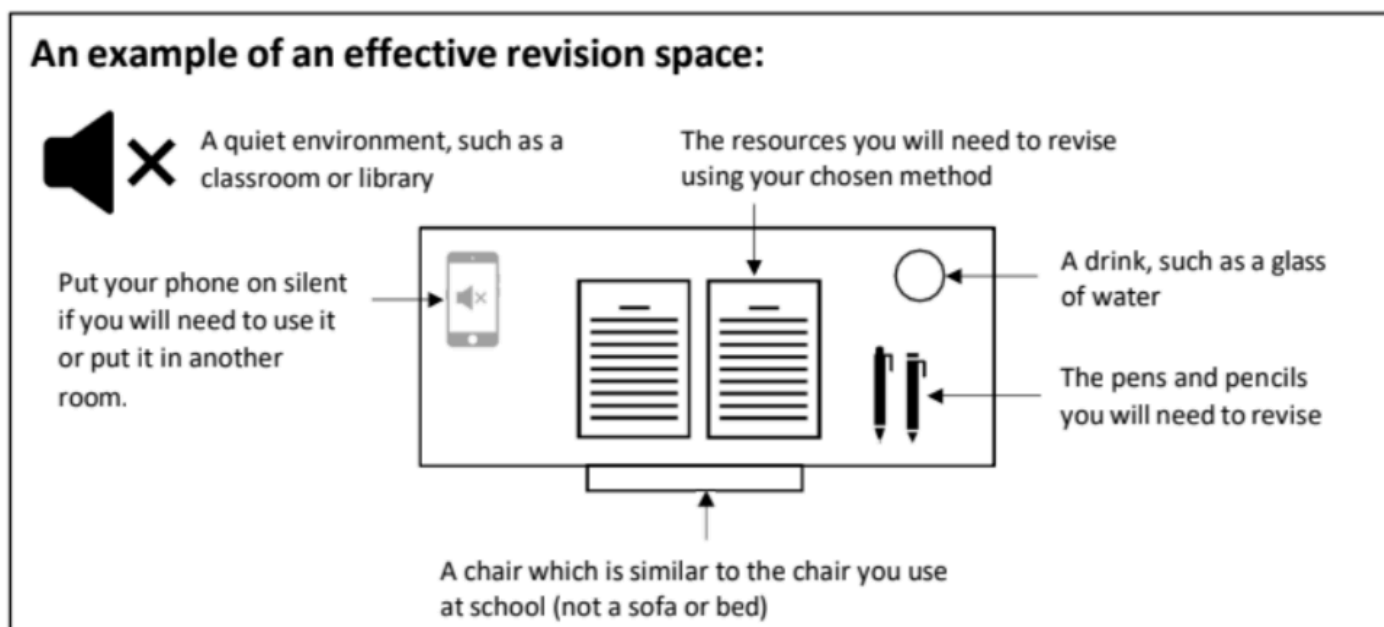 An example of an effective revision space:
A quiet environment, such as a
classroom or library
The resources you will need to revise
using your chosen method
Put your phone on silent
if you will need to use it
or put it in another
room.
A drink, such as a glass
of water
The pens and pencils
you will need to revise
A chair which is similar to the chair you use
at school (not a sofa or bed)